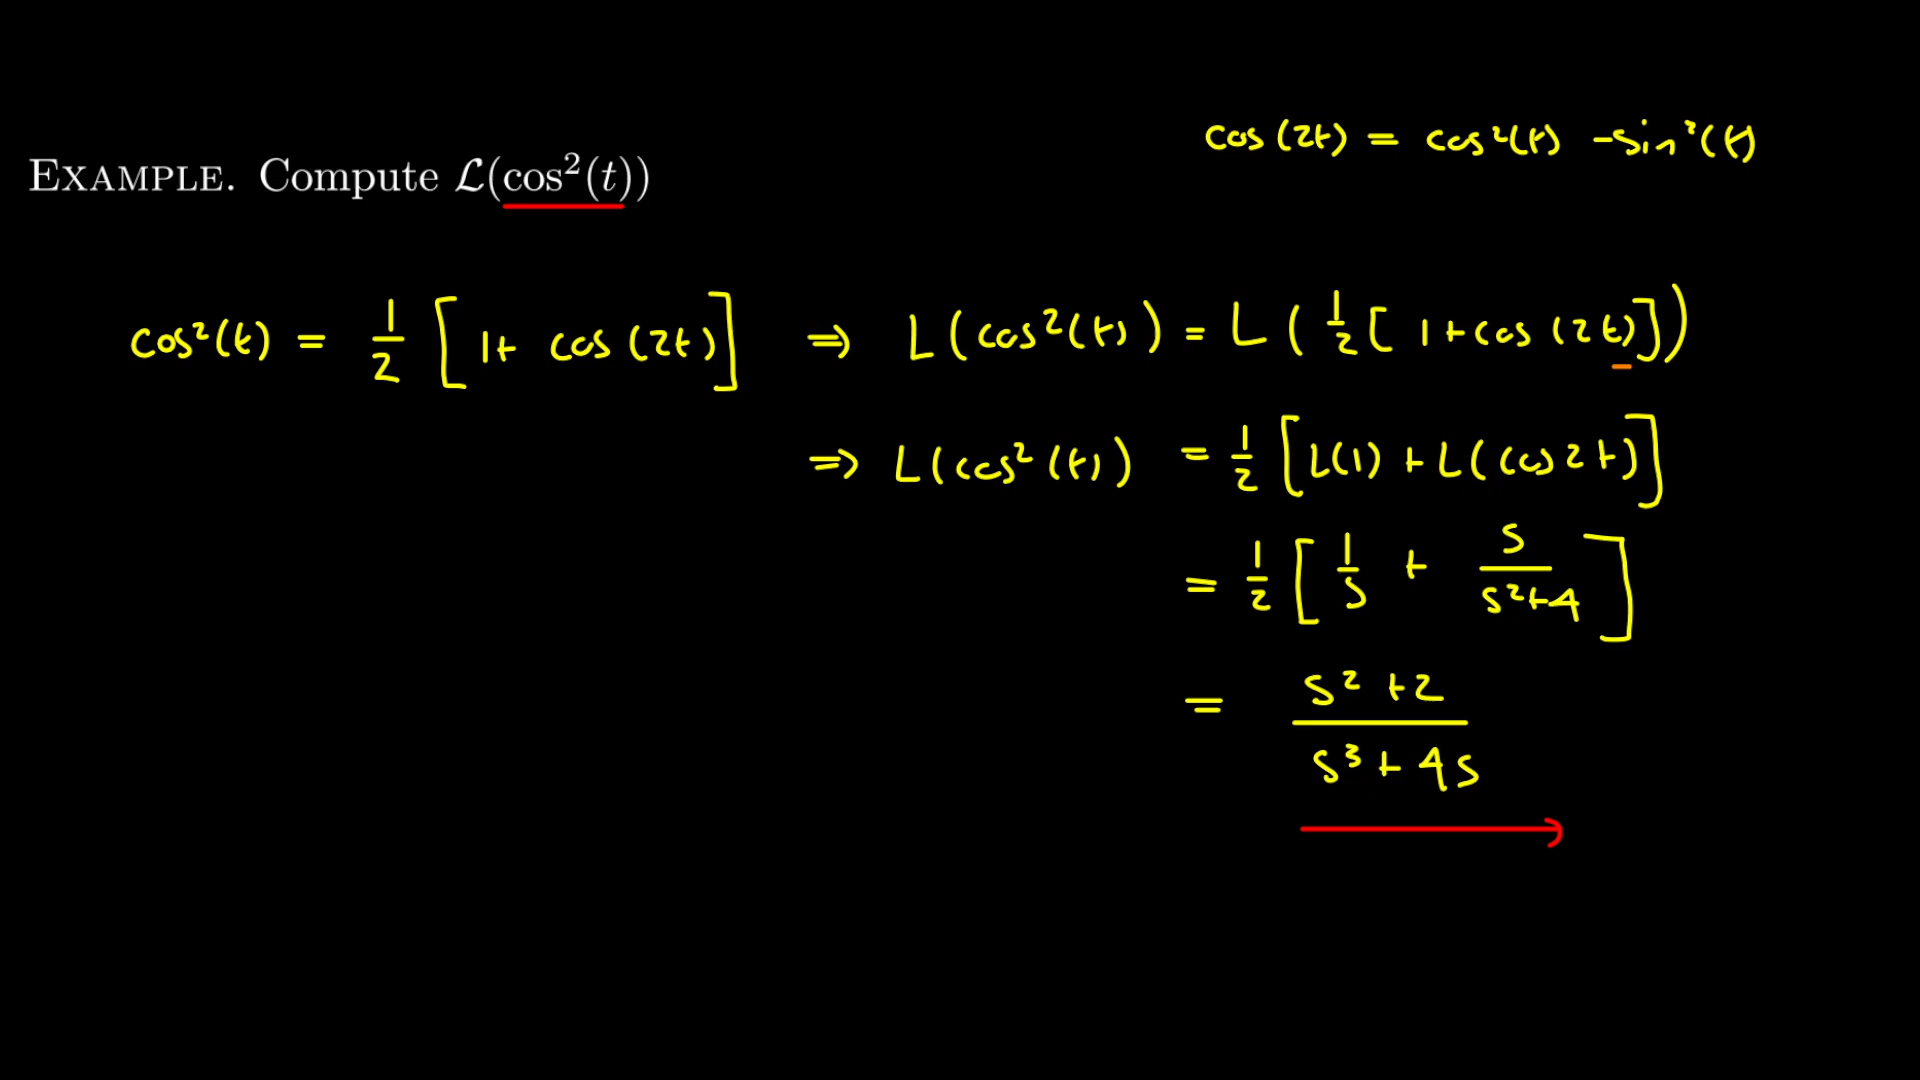 cos(2t) = cos²(t) - sin²(t)
EXAMPLE. Compute ℒ(cos²(t))
cos²(t) = 1/2 [1 + cos(2t)] ⇒ L(cos²(t)) = L(1/2 [1 + cos(2t)])
⇒ L(cos²(t)) = 1/2 [L(1) + L(cos 2t)]
= 1/2 [1/s + s/(s²+4)]
= (s² + 2)/(s³ + 4s)